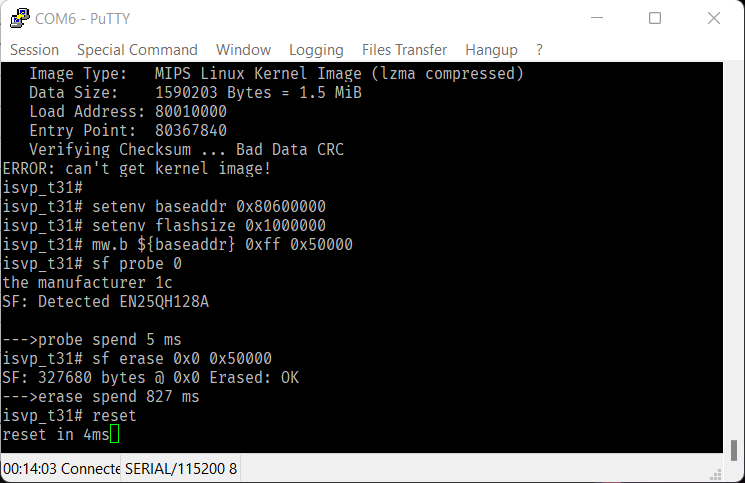 COM6 - PuTTY
Session Special Command Window Logging Files Transfer Hangup ?
Image Type: MIPS Linux Kernel Image (lzma compressed)
Data Size: 1590203 Bytes = 1.5 MiB
Load Address: 80010000
Entry Point: 80367840
Verifying Checksum ... Bad Data CRC
ERROR: can't get kernel image!
isvp_t31#
isvp_t31# setenv baseaddr 0x80600000
isvp_t31# setenv flashsize 0x1000000
isvp_t31# mw.b ${baseaddr} 0xff 0x50000
isvp_t31# sf probe 0
the manufacturer 1c
SF: Detected EN25QH128A
--->probe spend 5 ms
isvp_t31# sf erase 0x0 0x50000
SF: 327680 bytes @ 0x0 Erased: OK
--->erase spend 827 ms
isvp_t31# reset
reset in 4ms
00:14:03 Connecte SERIAL/115200 8